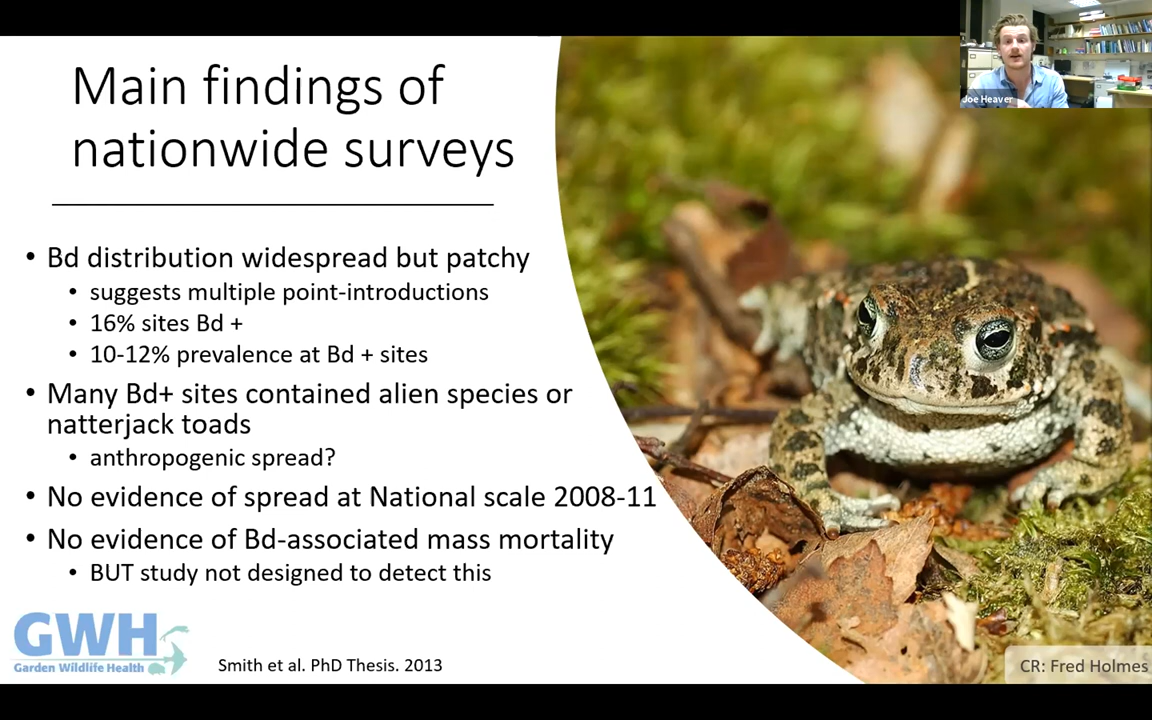 Main findings of
nationwide surveys
• Bd distribution widespread but patchy
• suggests multiple point-introductions
• 16% sites Bd +
• 10-12% prevalence at Bd + sites
• Many Bd+ sites contained alien species or
natterjack toads
• anthropogenic spread?
• No evidence of spread at National scale 2008-11
• No evidence of Bd-associated mass mortality
• BUT study not designed to detect this
GWH
Garden Wildlife Health
Smith et al. PhD Thesis. 2013
CR: Fred Holmes
Joe Heaver